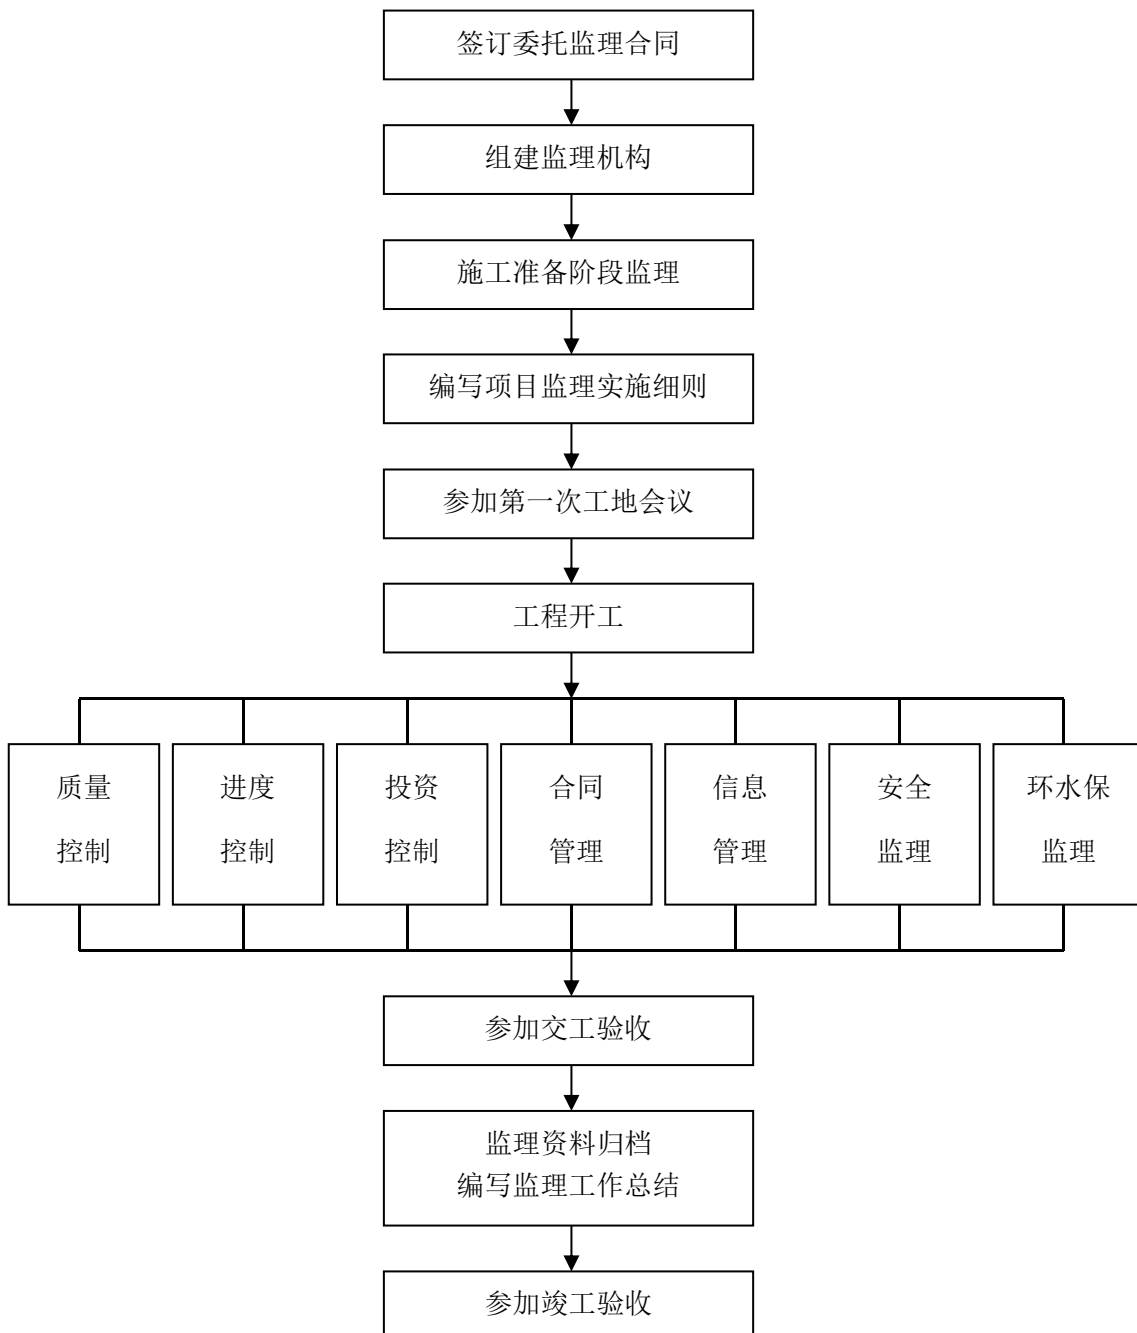 签订委托监理合同
组建监理机构
施工准备阶段监理
编写项目监理实施细则
参加第一次工地会议
工程开工
质量
控制
进度
控制
投资
控制
合同
管理
信息
管理
安全
监理
环水保
监理
参加交工验收
监理资料归档
编写监理工作总结
参加竣工验收